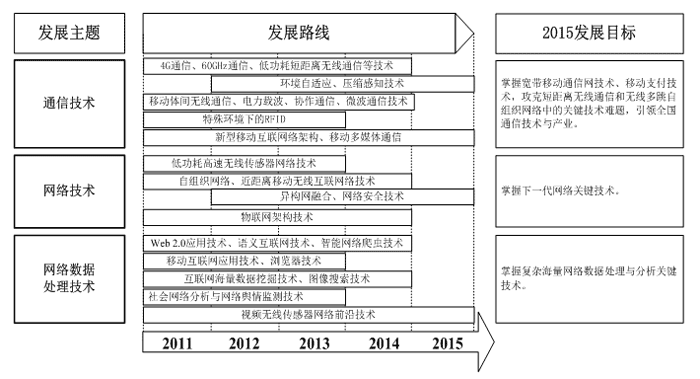 发展主题
发展路线
2015发展目标
通信技术
4G通信、60GHz通信、低功耗短距离无线通信等技术
环境自适应、压缩感知技术
移动体间无线通信、电力载波、协作通信、微波通信技术
特殊环境下的RFID
新型移动互联网络架构、移动多媒体通信
掌握宽带移动通信网技术、移动支付技
术，攻克短距离无线通信和无线多跳自
组织网络中的关键技术难题，引领全国
通信技术与产业。
网络技术
低功耗高速无线传感器网络技术
自组织网络、近距离移动无线互联网络技术
异构网融合、网络安全技术
物联网架构技术
掌握下一代网络关键技术。
网络数据
处理技术
Web 2.0应用技术、语义互联网技术、智能网络爬虫技术
移动互联网应用技术、浏览器技术
互联网海量数据挖掘技术、图像搜索技术
社会网络分析与网络舆情监测技术
视频无线传感器网络前沿技术
掌握复杂海量网络数据处理与分析关键
技术。
2011 2012 2013 2014 2015